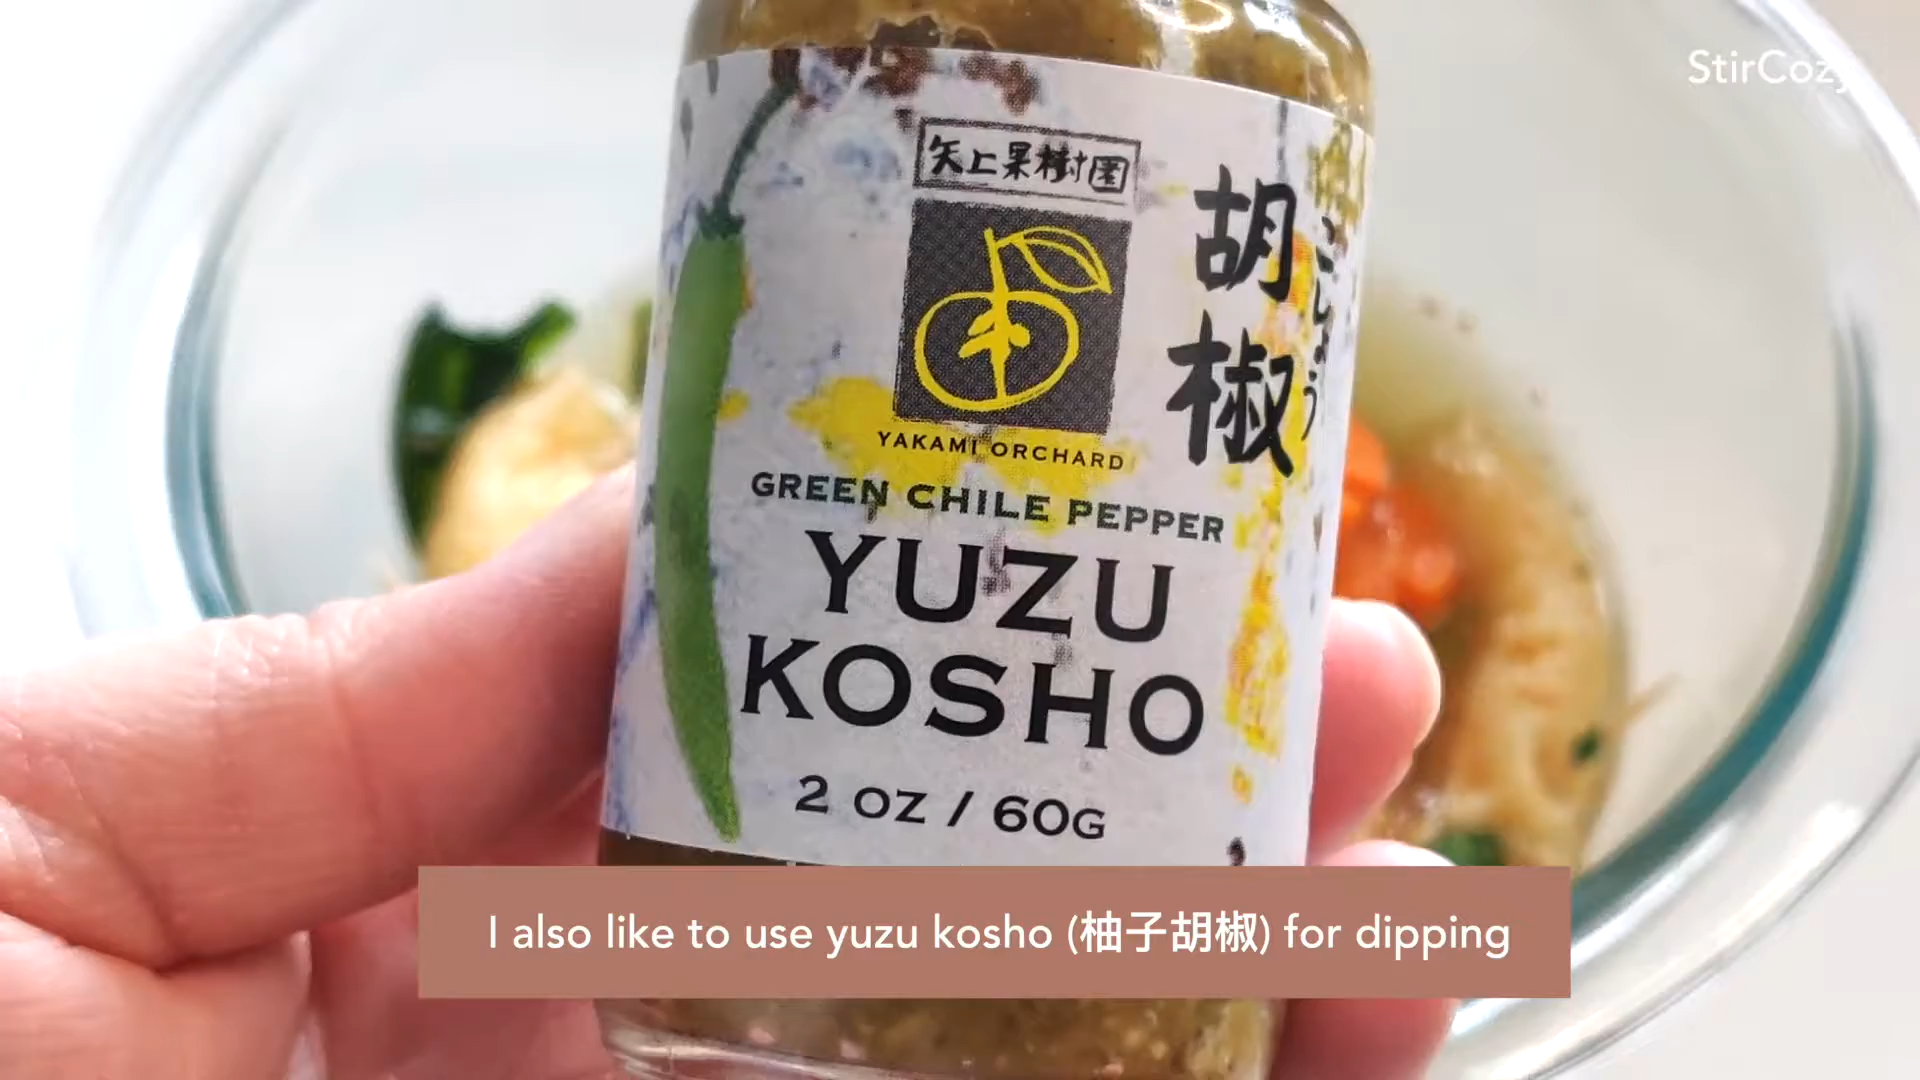 StirCozy
矢上果樹園
胡椒
こしょう
YAKAMI ORCHARD
GREEN CHILE PEPPER
YUZU
KOSHO
2 OZ / 60G
I also like to use yuzu kosho (柚子胡椒) for dipping